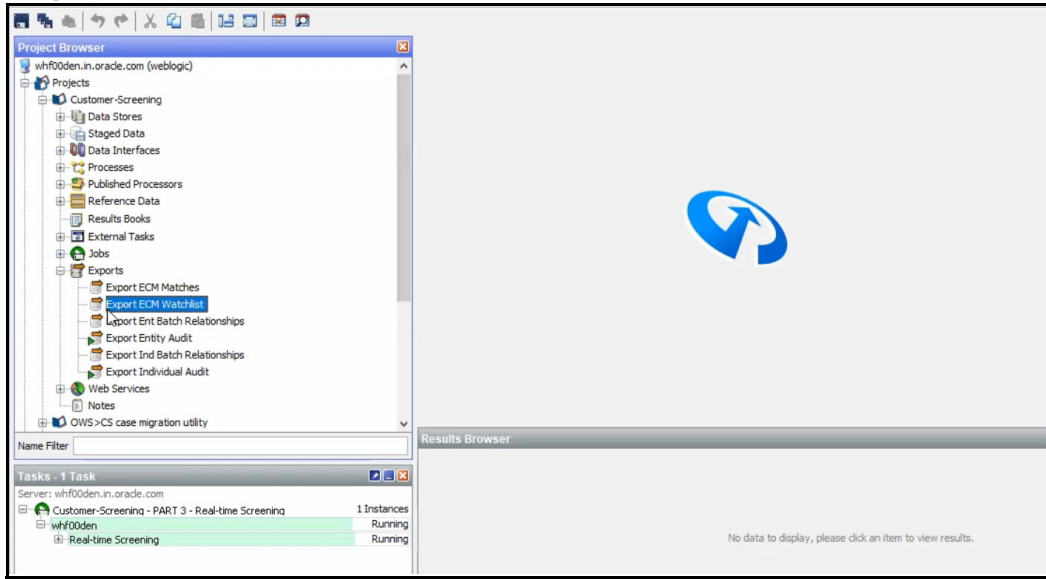 Project Browser
whf00den.in.oracle.com (weblogic)
Projects
Customer-Screening
Data Stores
Staged Data
Data Interfaces
Processes
Published Processors
Reference Data
Results Books
External Tasks
Jobs
Exports
Export ECM Matches
Export ECM Watchlist
Export Ent Batch Relationships
Export Entity Audit
Export Ind Batch Relationships
Export Individual Audit
Web Services
Notes
OWS>CS case migration utility
Name Filter
Results Browser
Tasks - 1 Task
Server: whf00den.in.oracle.com
Customer-Screening - PART 3 - Real-time Screening 1 Instances
whf00den Running
Real-time Screening Running
No data to display, please click an item to view results.